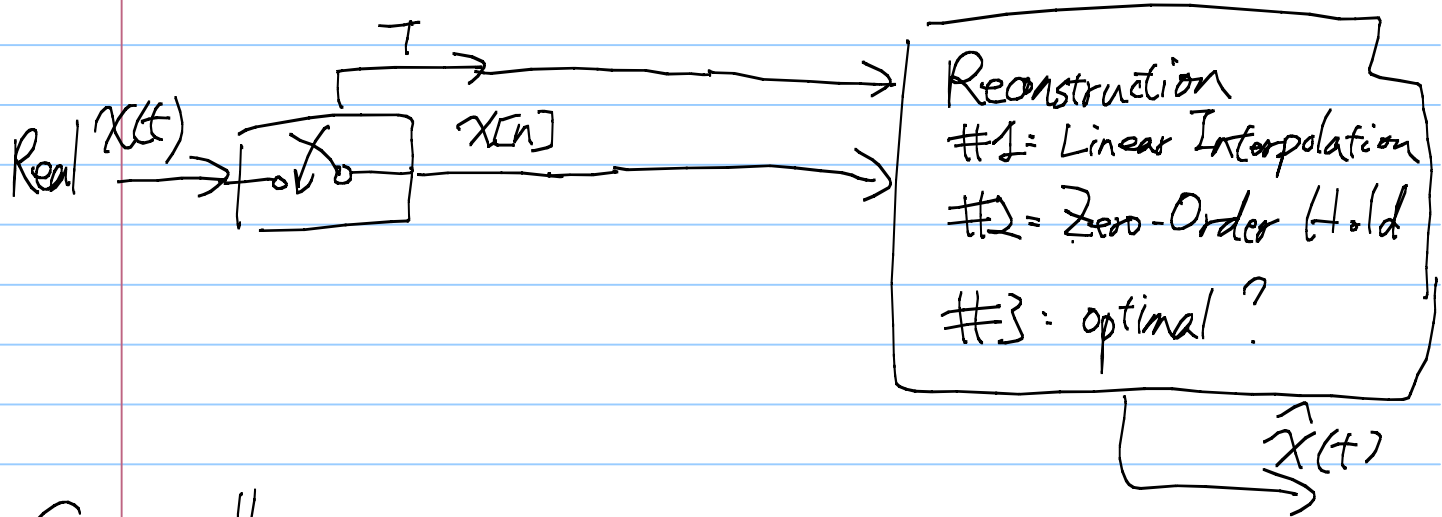 T
Real x(t)
x[n]
Reconstruction
#1: Linear Interpolation
#2: Zero-Order Hold
#3: optimal?
x̂(t)